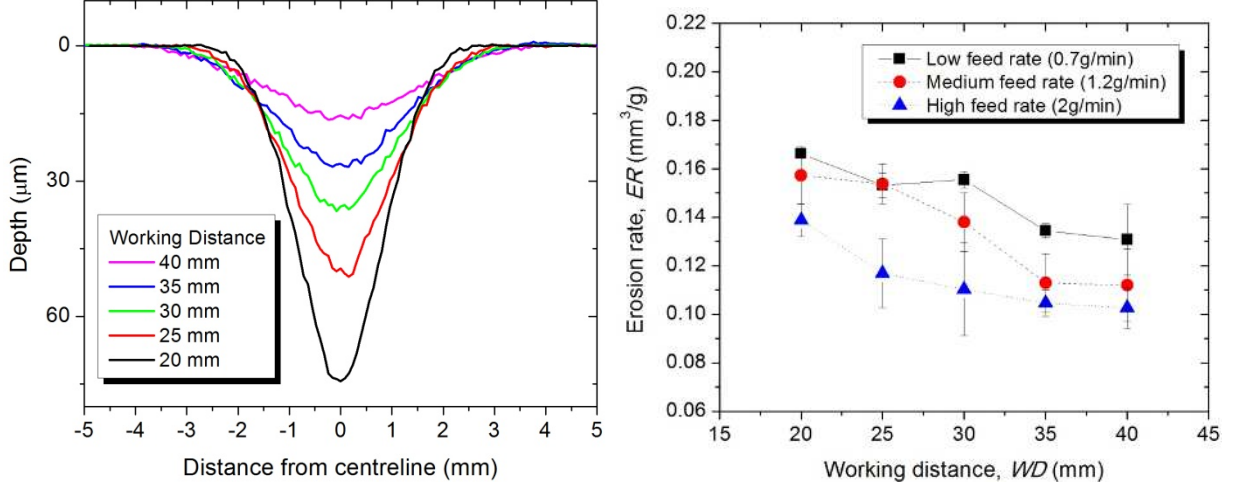 0
30
60
Depth (μm)
Working Distance
40 mm
35 mm
30 mm
25 mm
20 mm
-5 -4 -3 -2 -1 0 1 2 3 4 5
Distance from centreline (mm)
0.22
0.20
0.18
0.16
0.14
0.12
0.10
0.08
0.06
Erosion rate, ER (mm³/g)
Low feed rate (0.7g/min)
Medium feed rate (1.2g/min)
High feed rate (2g/min)
15 20 25 30 35 40 45
Working distance, WD (mm)